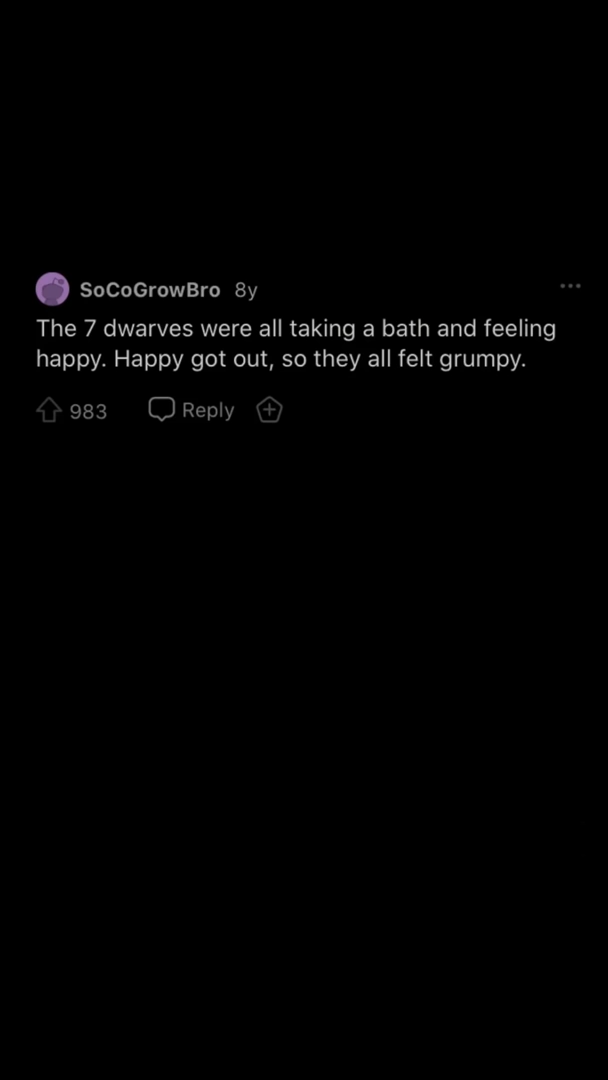 SoCoGrowBro 8y
The 7 dwarves were all taking a bath and feeling
happy. Happy got out, so they all felt grumpy.
983 Reply